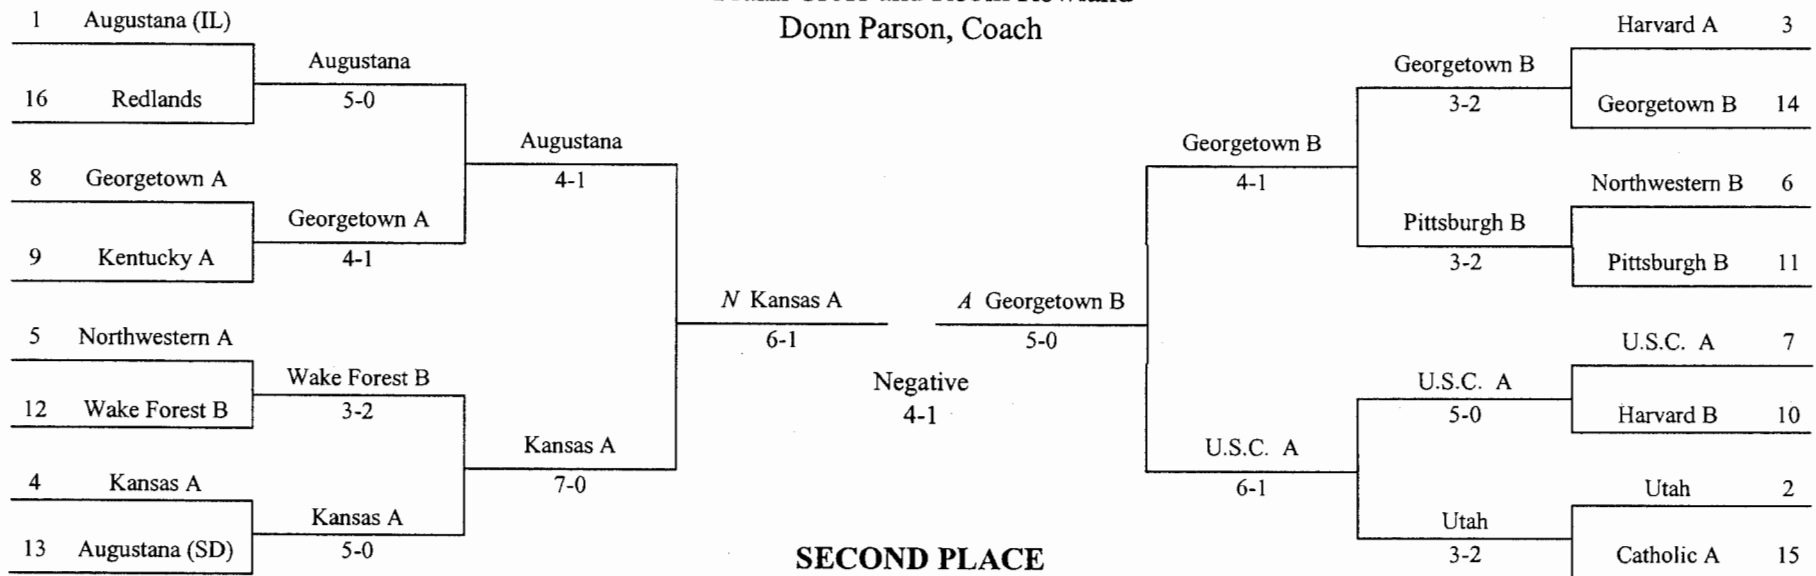 Donn Parson, Coach
1 Augustana (IL)
16 Redlands
8 Georgetown A
9 Kentucky A
5 Northwestern A
12 Wake Forest B
4 Kansas A
13 Augustana (SD)
Augustana
5-0
Georgetown A
4-1
Wake Forest B
3-2
Kansas A
5-0
Augustana
4-1
Kansas A
7-0
N Kansas A
6-1
A Georgetown B
5-0
Negative
4-1
SECOND PLACE
Georgetown B
4-1
U.S.C. A
6-1
Georgetown B
3-2
Pittsburgh B
3-2
U.S.C. A
5-0
Utah
3-2
Harvard A 3
Georgetown B 14
Northwestern B 6
Pittsburgh B 11
U.S.C. A 7
Harvard B 10
Utah 2
Catholic A 15